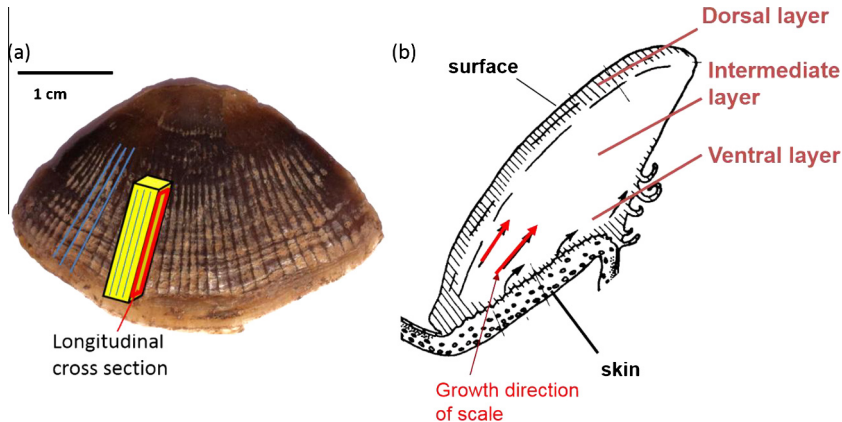 (a)
1 cm
Longitudinal
cross section
(b)
surface
Dorsal layer
Intermediate
layer
Ventral layer
skin
Growth direction
of scale